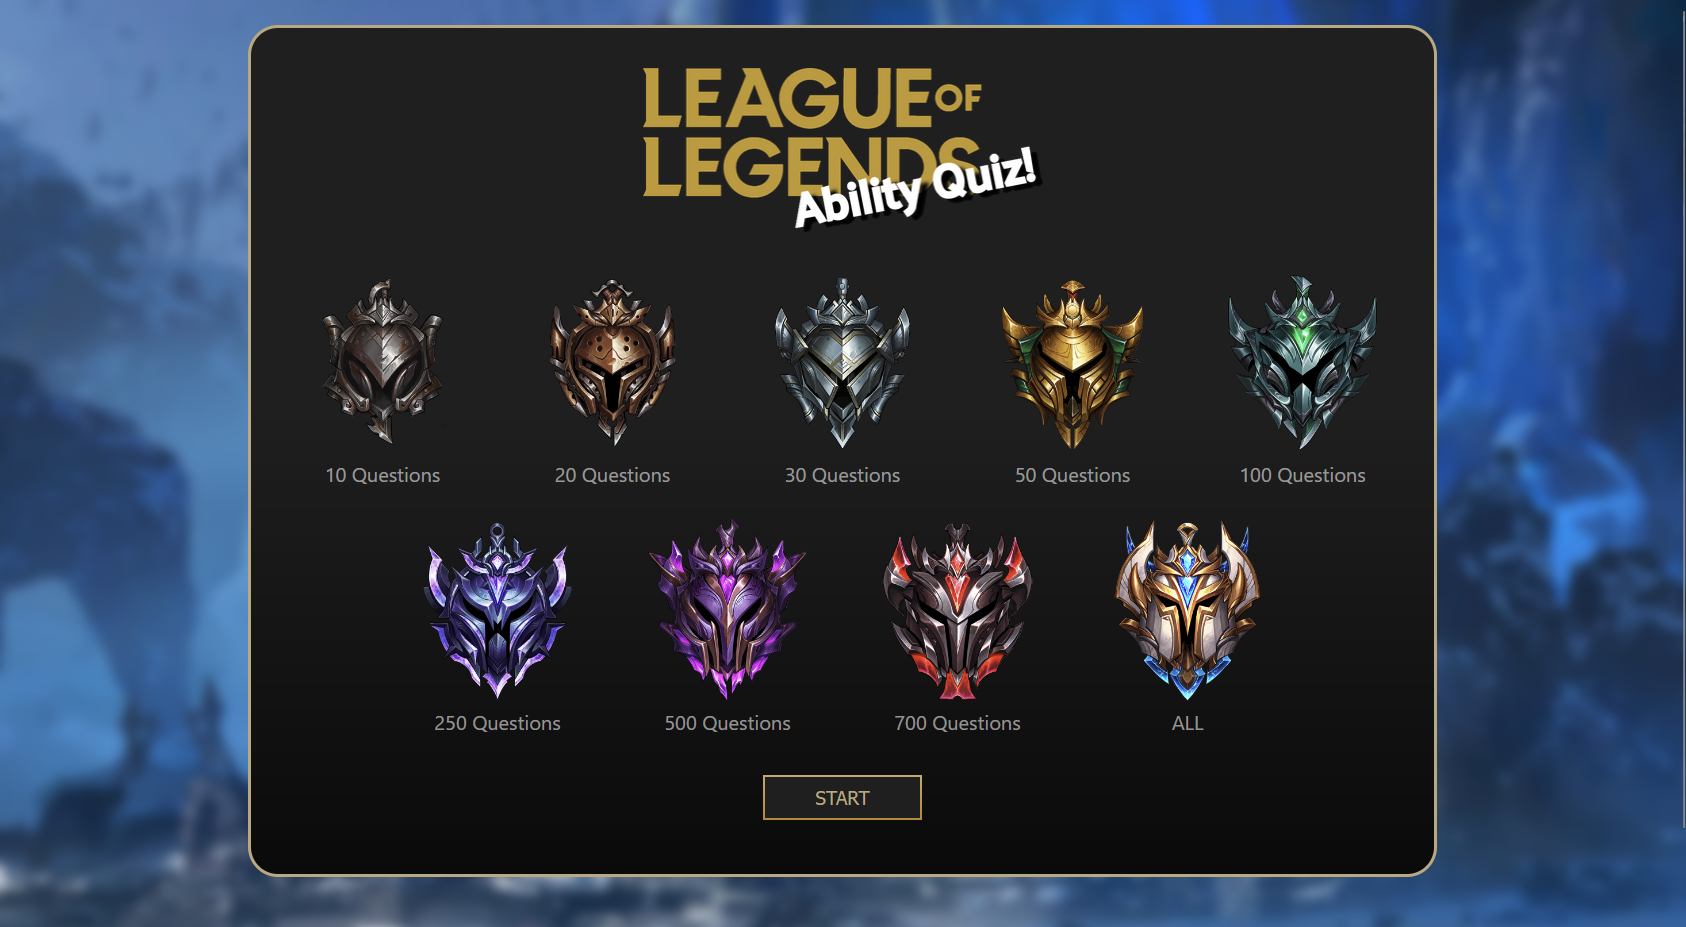 LEAGUE OF
LEGENDS
Ability Quiz!
10 Questions
20 Questions
30 Questions
50 Questions
100 Questions
250 Questions
500 Questions
700 Questions
ALL
START